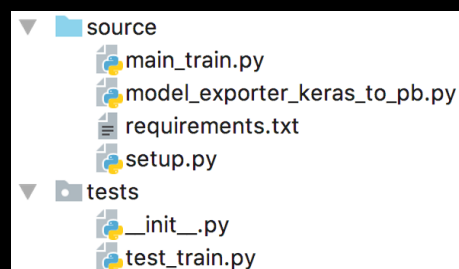 source
main_train.py
model_exporter_keras_to_pb.py
requirements.txt
setup.py
tests
__init__.py
test_train.py